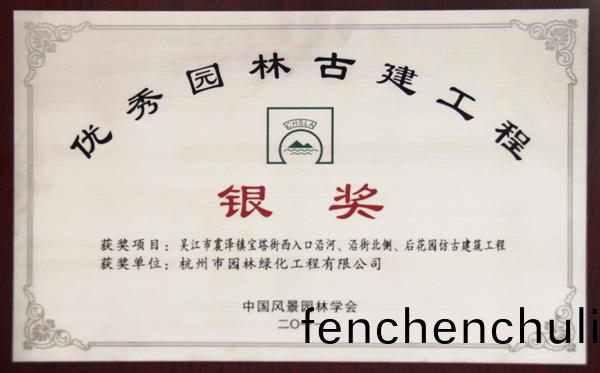 优秀园林古建工程
CHSLA
银奖
获奖项目：吴江市震泽镇宝塔街西入口沿河、沿街北侧、后花园仿古建筑工程
获奖单位：杭州市园林绿化工程有限公司
中国风景园林学会
二〇一
fenchenchuli